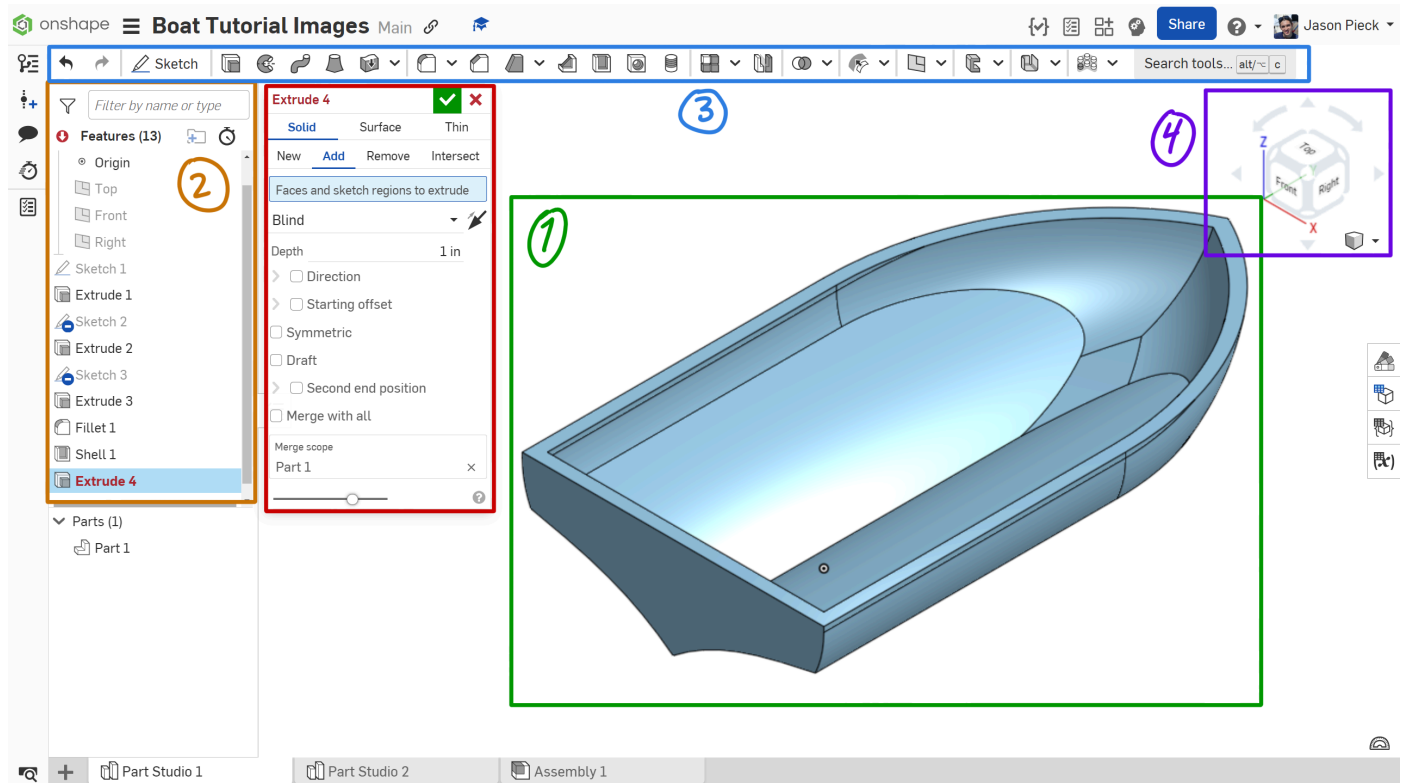 onshape Boat Tutorial Images Main Share Jason Pieck
Sketch Search tools... alt/⌥ c
Filter by name or type
Features (13)
Origin
Top
Front
Right
Sketch 1
Extrude 1
Sketch 2
Extrude 2
Sketch 3
Extrude 3
Fillet 1
Shell 1
Extrude 4
Parts (1)
Part 1
2
Extrude 4
Solid Surface Thin
New Add Remove Intersect
Faces and sketch regions to extrude
Blind
Depth 1 in
Direction
Starting offset
Symmetric
Draft
Second end position
Merge with all
Merge scope
Part 1
3
1
4
Z
Top
Front Right
X
Part Studio 1 Part Studio 2 Assembly 1